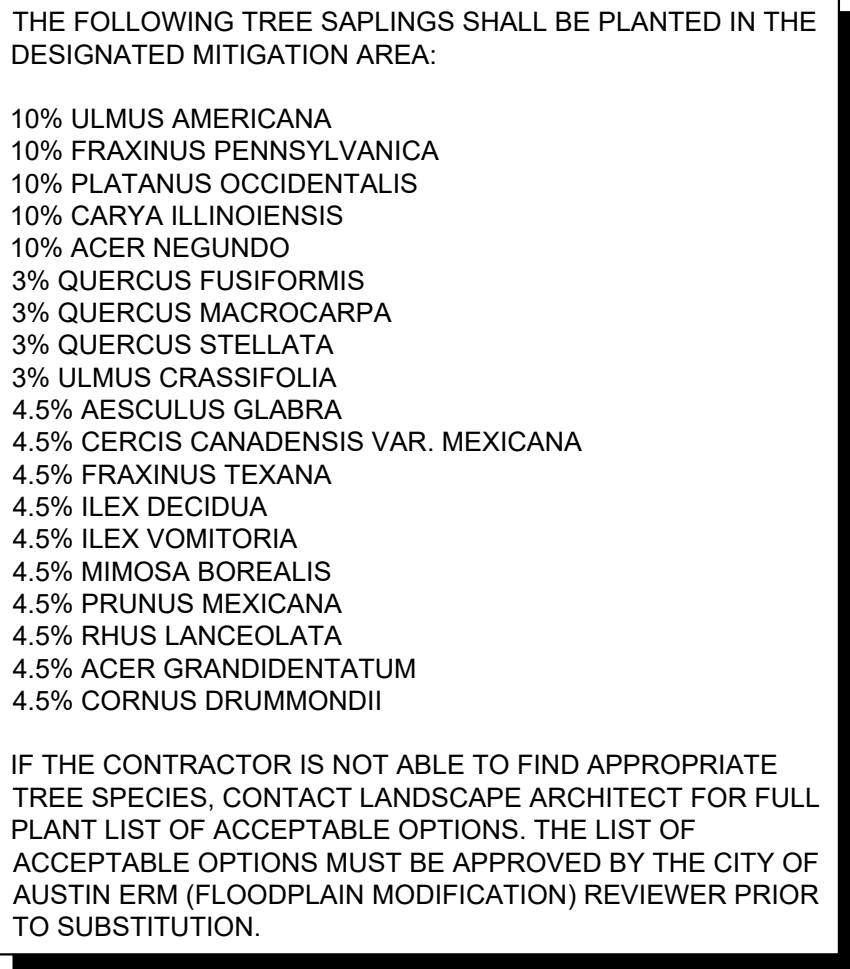 THE FOLLOWING TREE SAPLINGS SHALL BE PLANTED IN THE
DESIGNATED MITIGATION AREA:
10% ULMUS AMERICANA
10% FRAXINUS PENNSYLVANICA
10% PLATANUS OCCIDENTALIS
10% CARYA ILLINOIENSIS
10% ACER NEGUNDO
3% QUERCUS FUSIFORMIS
3% QUERCUS MACROCARPA
3% QUERCUS STELLATA
3% ULMUS CRASSIFOLIA
4.5% AESCULUS GLABRA
4.5% CERCIS CANADENSIS VAR. MEXICANA
4.5% FRAXINUS TEXANA
4.5% ILEX DECIDUA
4.5% ILEX VOMITORIA
4.5% MIMOSA BOREALIS
4.5% PRUNUS MEXICANA
4.5% RHUS LANCEOLATA
4.5% ACER GRANDIDENTATUM
4.5% CORNUS DRUMMONDII
IF THE CONTRACTOR IS NOT ABLE TO FIND APPROPRIATE
TREE SPECIES, CONTACT LANDSCAPE ARCHITECT FOR FULL
PLANT LIST OF ACCEPTABLE OPTIONS. THE LIST OF
ACCEPTABLE OPTIONS MUST BE APPROVED BY THE CITY OF
AUSTIN ERM (FLOODPLAIN MODIFICATION) REVIEWER PRIOR
TO SUBSTITUTION.